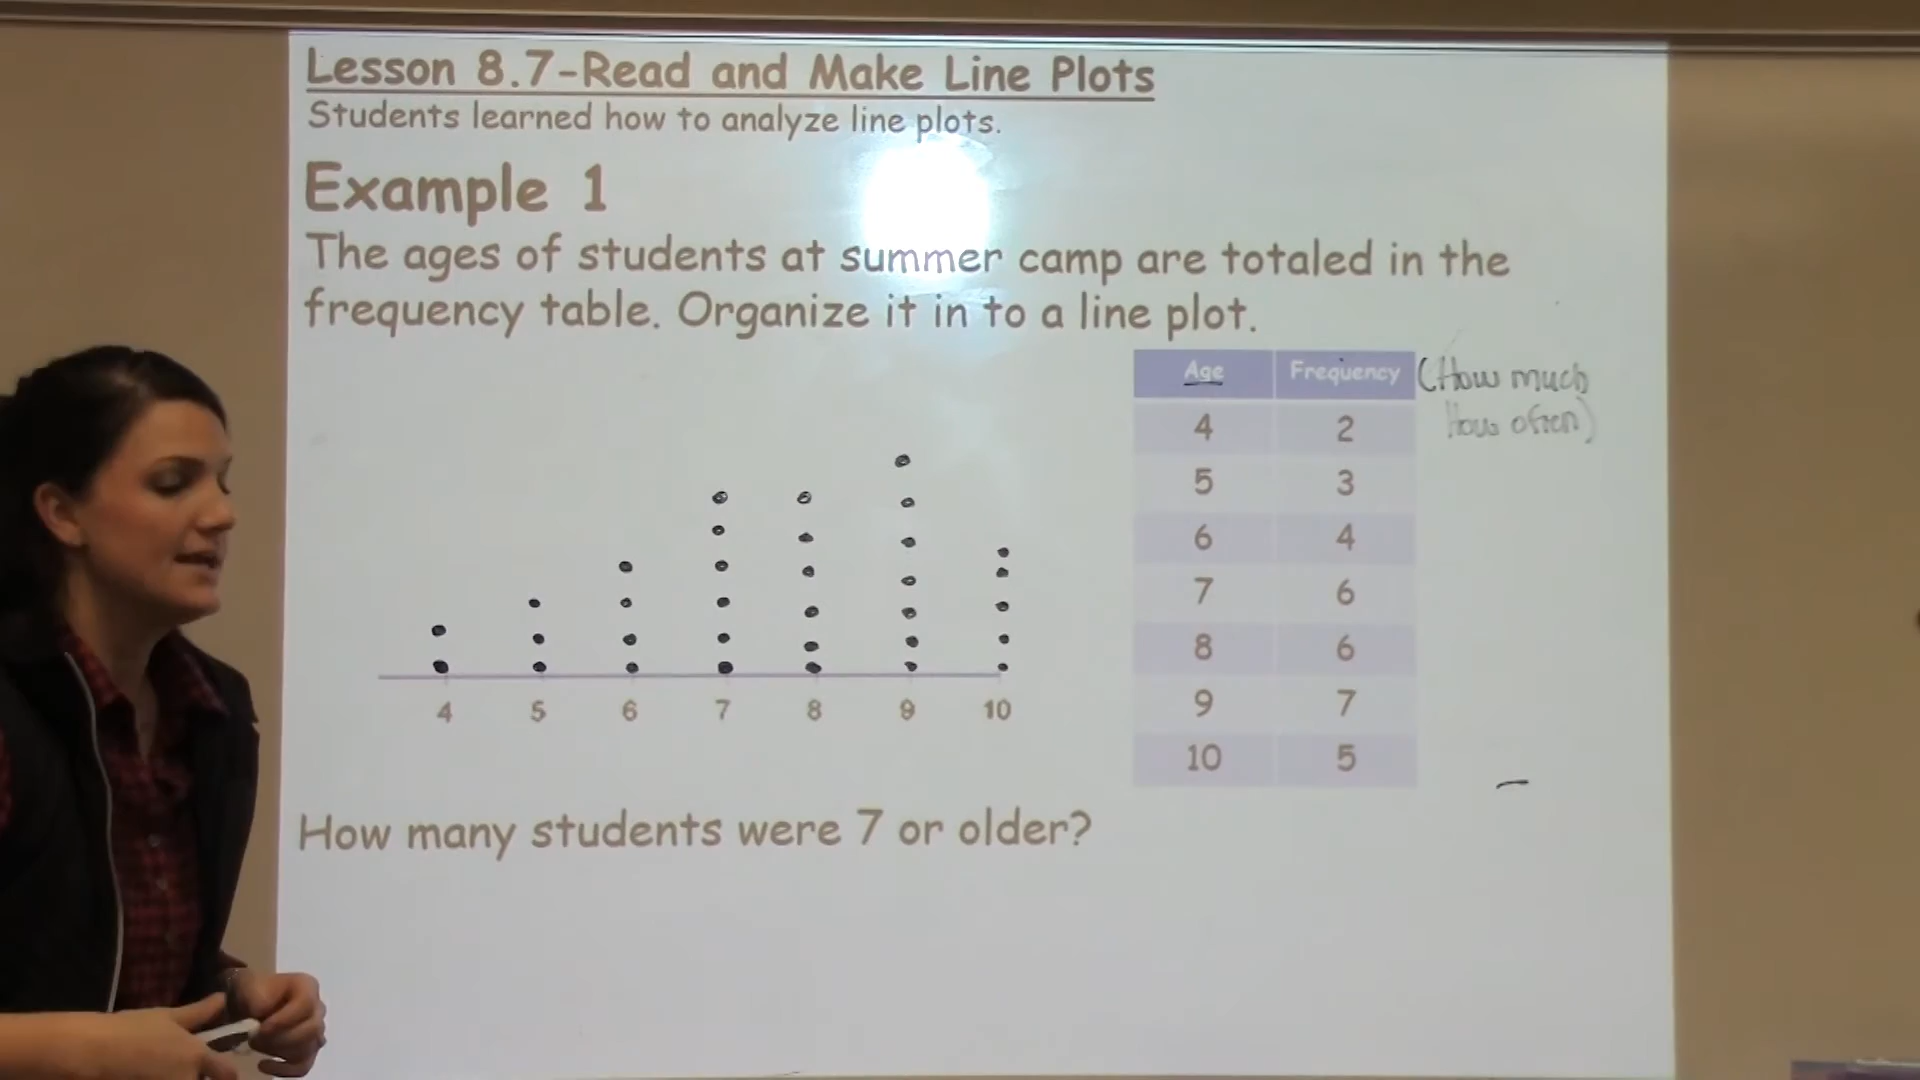 Lesson 8.7-Read and Make Line Plots
Students learned how to analyze line plots.
Example 1
The ages of students at summer camp are totaled in the
frequency table. Organize it in to a line plot.
Age Frequency (How much
How often)
4 2
5 3
6 4
7 6
8 6
9 7
10 5
4 5 6 7 8 9 10
How many students were 7 or older?